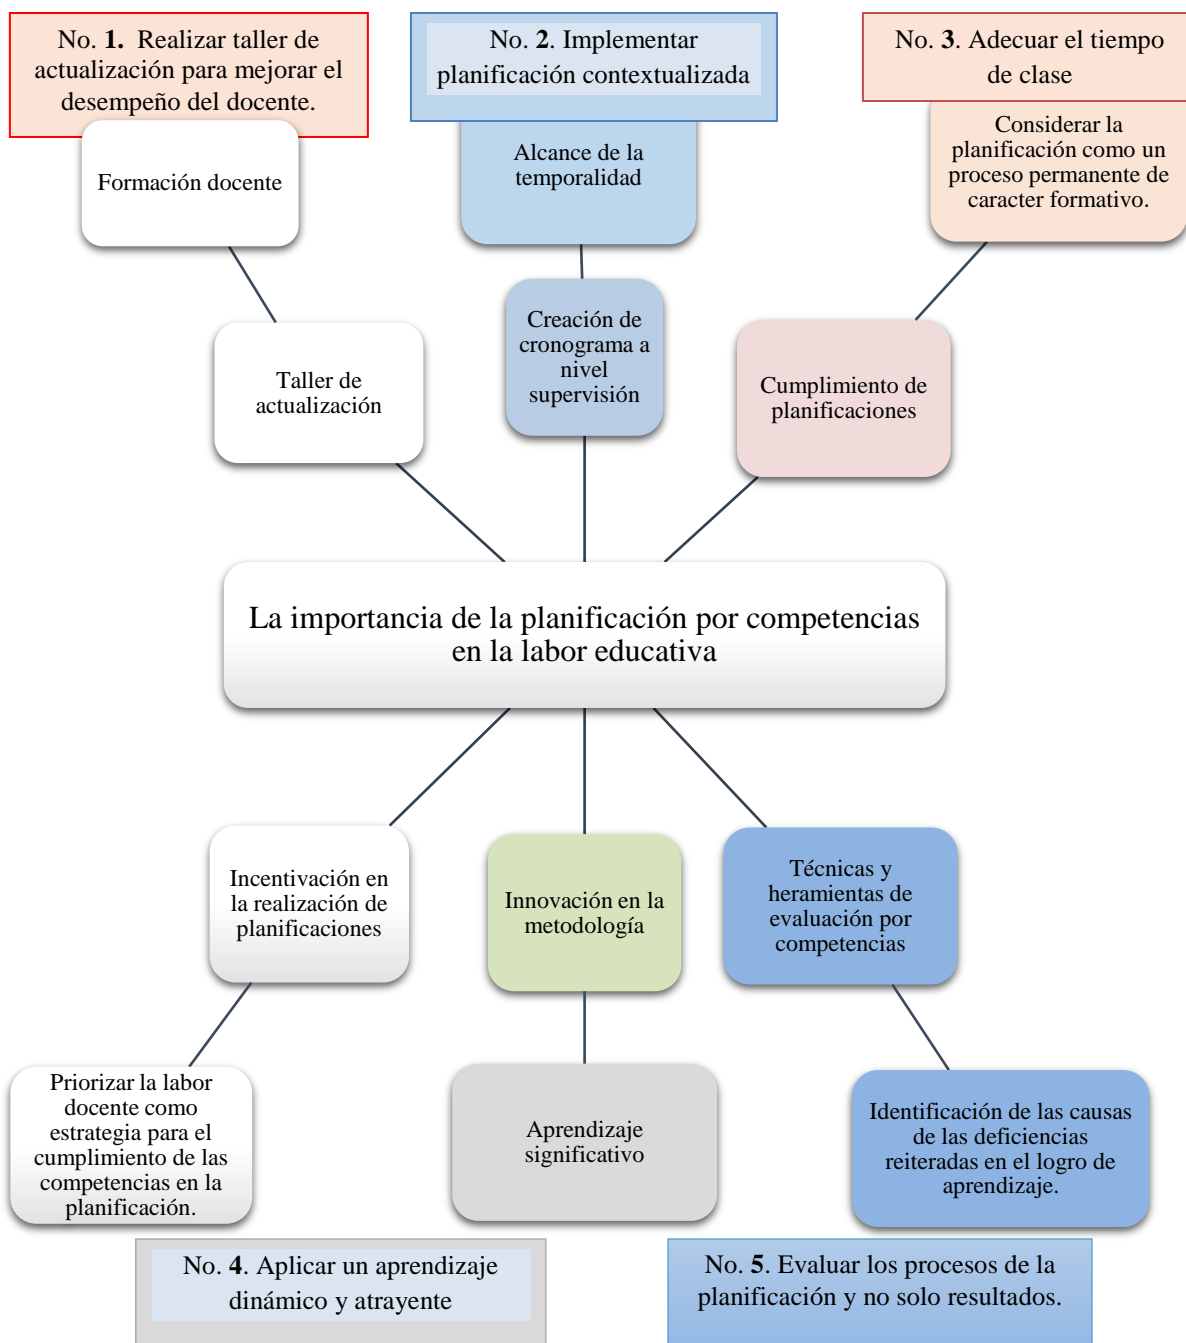 No. 1. Realizar taller de
actualización para mejorar el
desempeño del docente.
No. 2. Implementar
planificación contextualizada
No. 3. Adecuar el tiempo
de clase
Formación docente
Alcance de la
temporalidad
Considerar la
planificación como un
proceso permanente de
caracter formativo.
Taller de
actualización
Creación de
cronograma a
nivel
supervisión
Cumplimiento de
planificaciones
La importancia de la planificación por competencias
en la labor educativa
Incentivación en
la realización de
planificaciones
Innovación en la
metodología
Técnicas y
heramientas de
evaluación por
competencias
Priorizar la labor
docente como
estrategia para el
cumplimiento de las
competencias en la
planificación.
Aprendizaje
significativo
Identificación de las causas
de las deficiencias
reiteradas en el logro de
aprendizaje.
No. 4. Aplicar un aprendizaje
dinámico y atrayente
No. 5. Evaluar los procesos de la
planificación y no solo resultados.